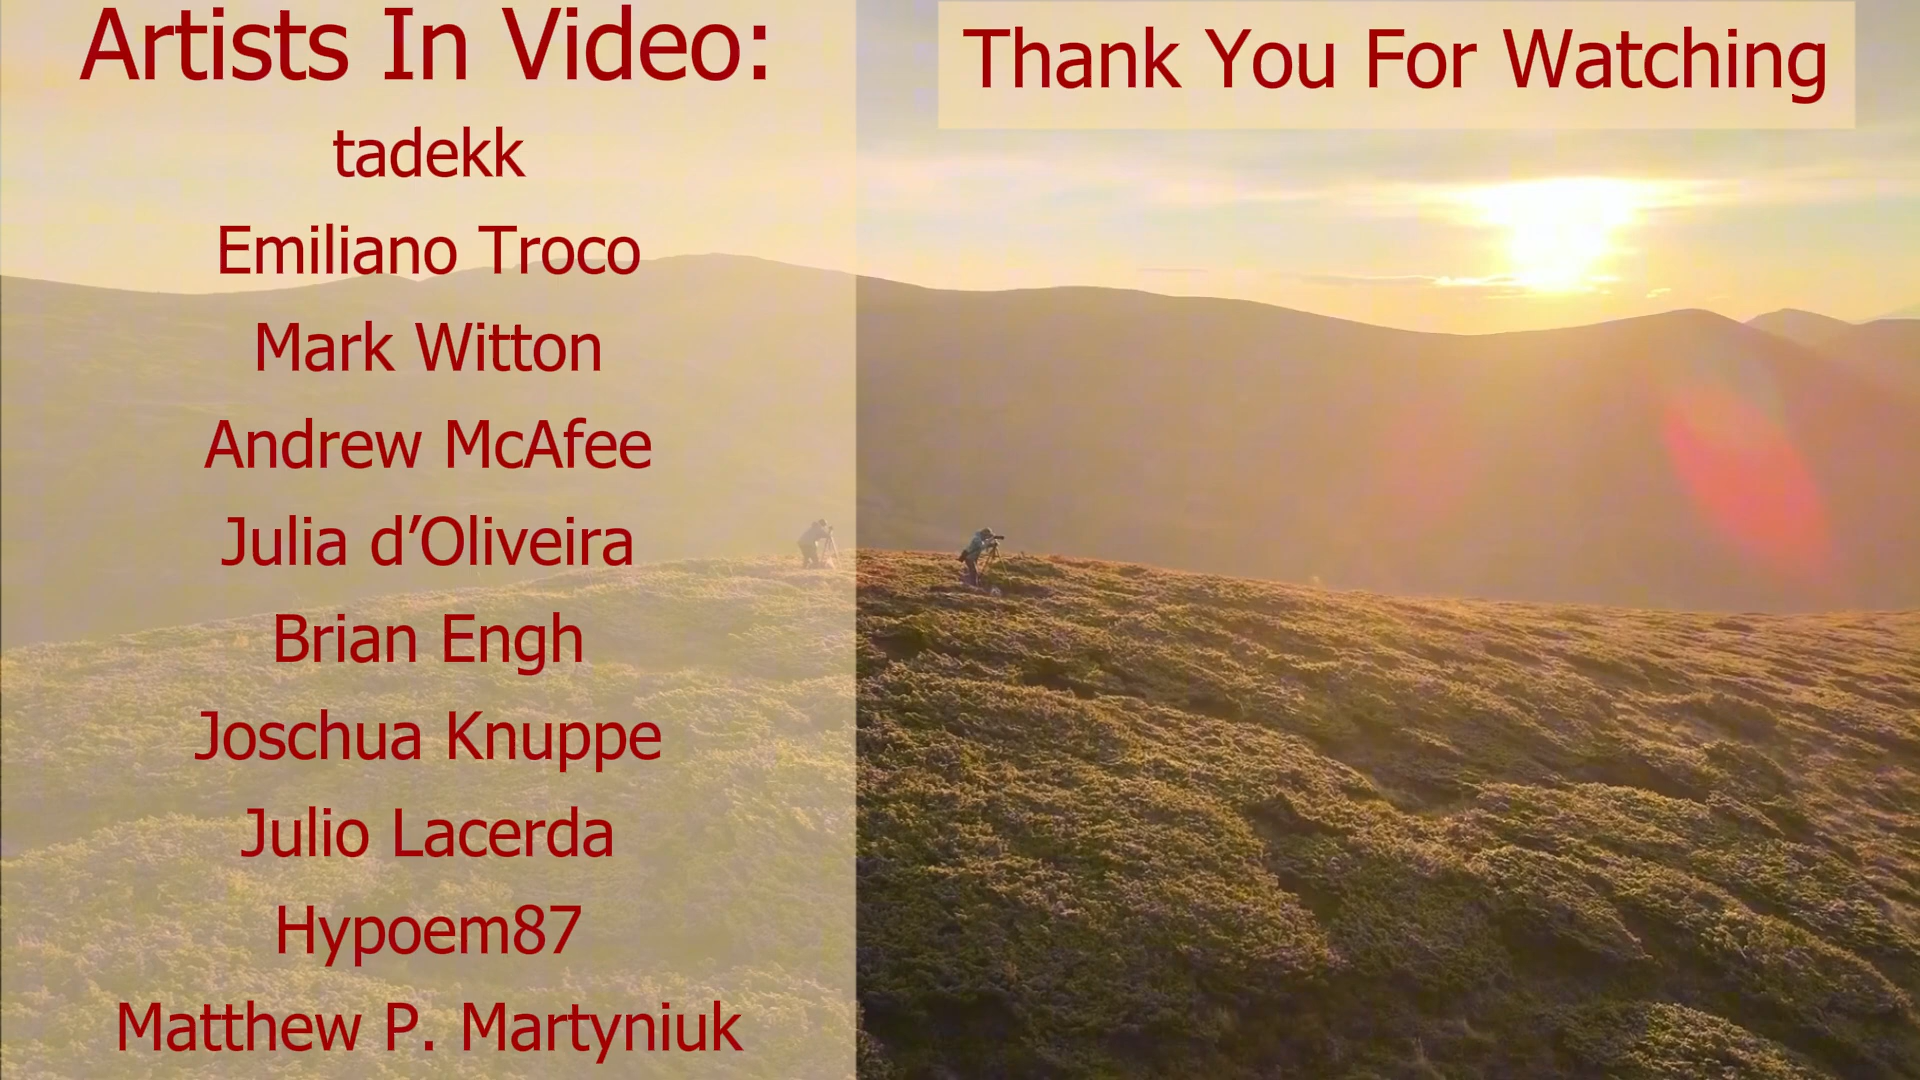 Artists In Video:
tadekk
Emiliano Troco
Mark Witton
Andrew McAfee
Julia d’Oliveira
Brian Engh
Joschua Knuppe
Julio Lacerda
Hypoem87
Matthew P. Martyniuk
Thank You For Watching